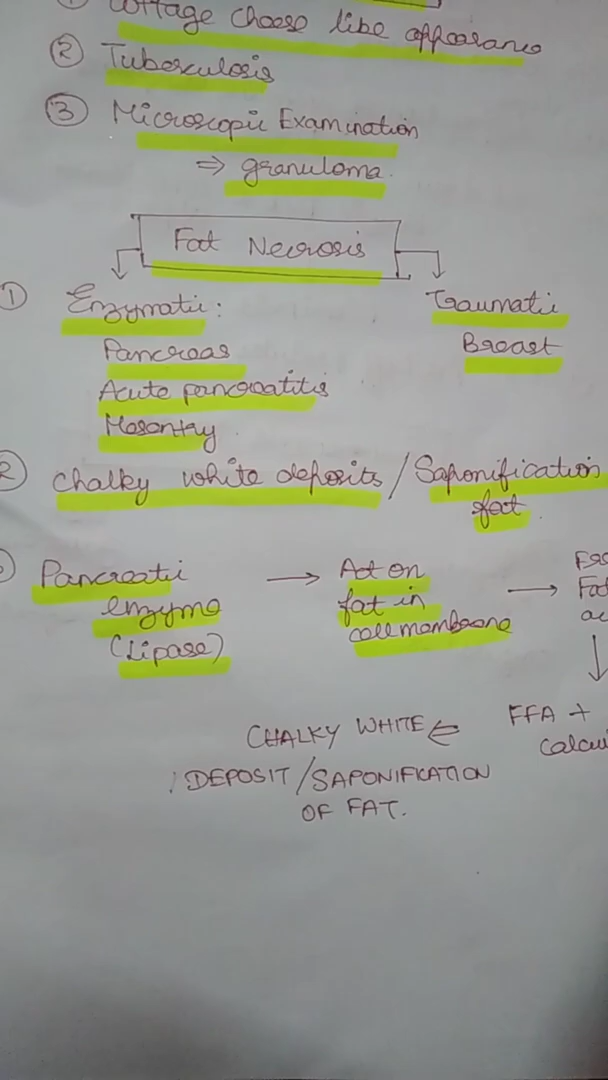 ① Cottage cheese like appearance
② Tuberculosis
③ Microscopic Examination
⇒ granuloma.
Fat Necrosis
① Enzymatic: Traumatic
Pancreas Breast
Acute pancreatitis
Mesentry
② chalky white deposits / Saponification
fat.
Pancreatic → Act on → Fat
enzyme fat in
(Lipase) cell membrane
↓
CHALKY WHITE ⇐ FFA +
DEPOSIT/SAPONIFICATION
OF FAT.